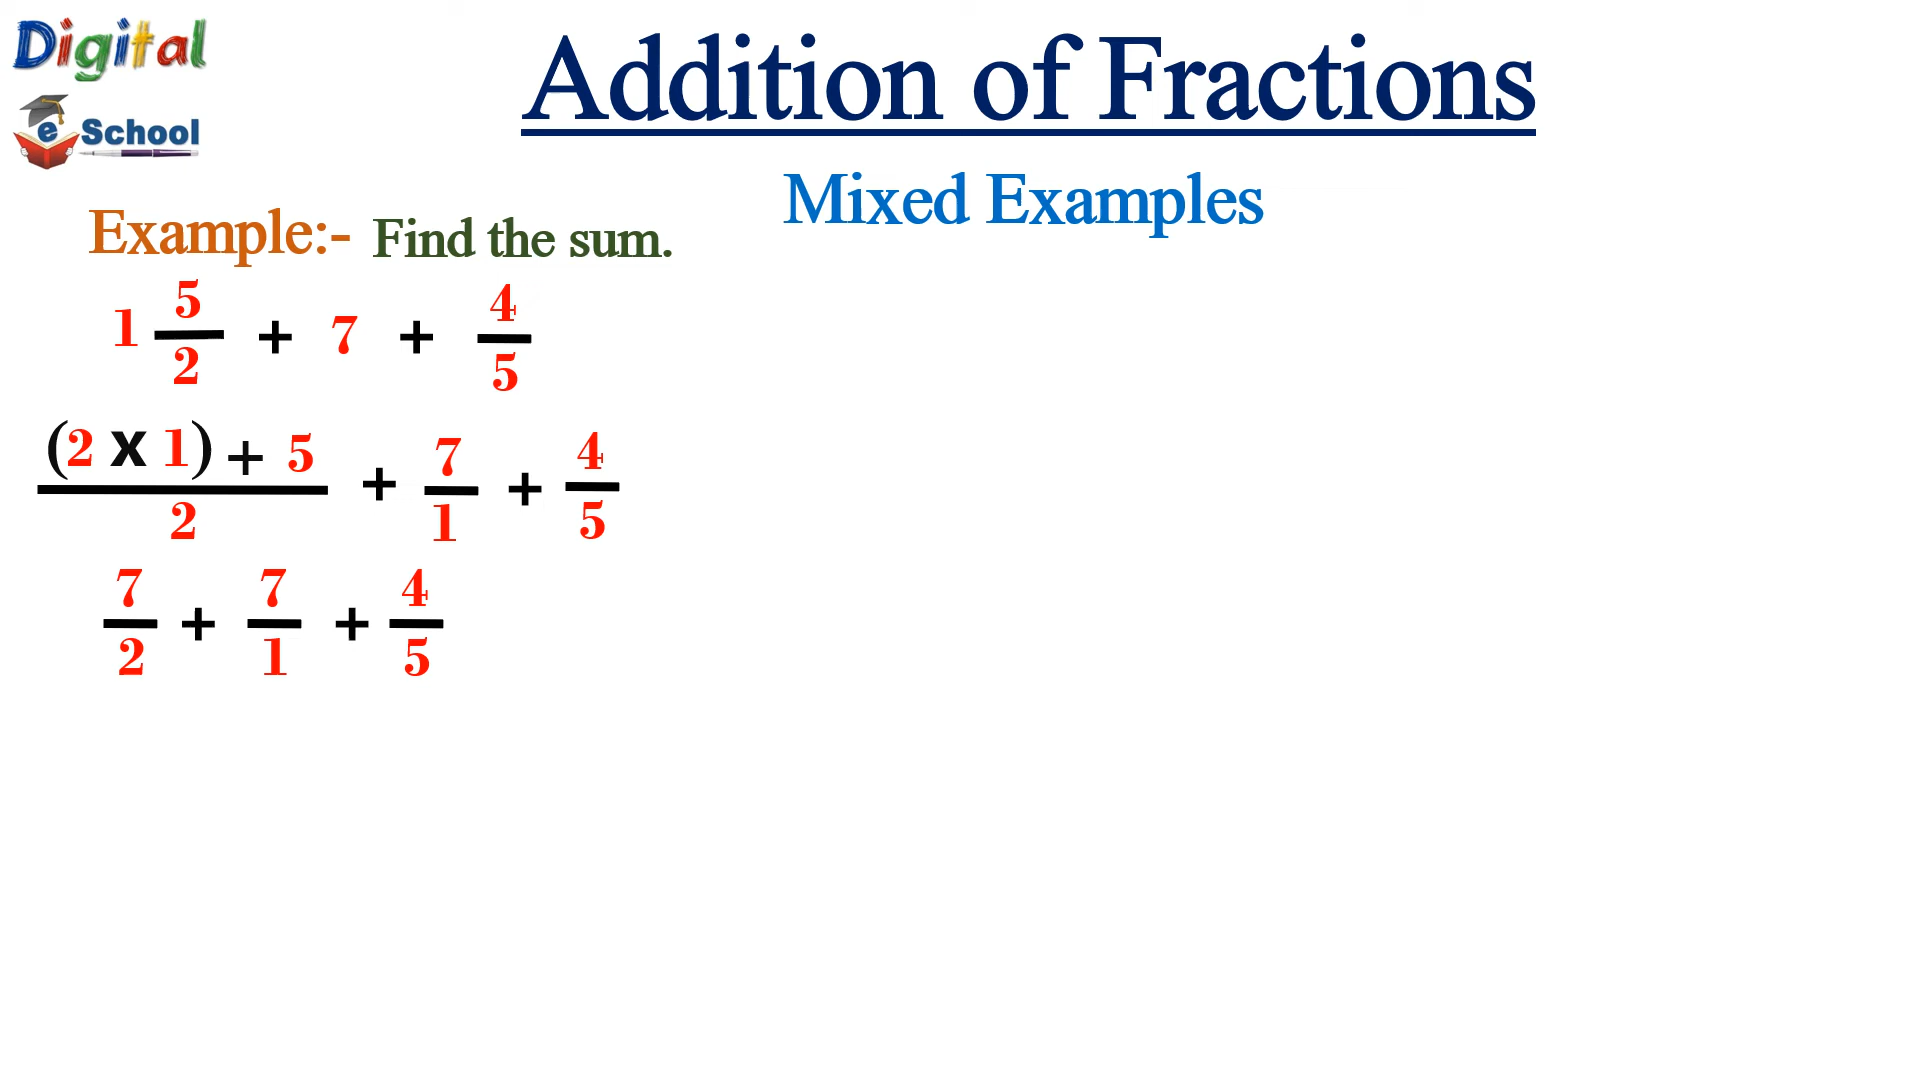 Digital
e School
Addition of Fractions
Mixed Examples
Example:- Find the sum.
1 5/2 + 7 + 4/5
(2 x 1) + 5/2 + 7/1 + 4/5
7/2 + 7/1 + 4/5